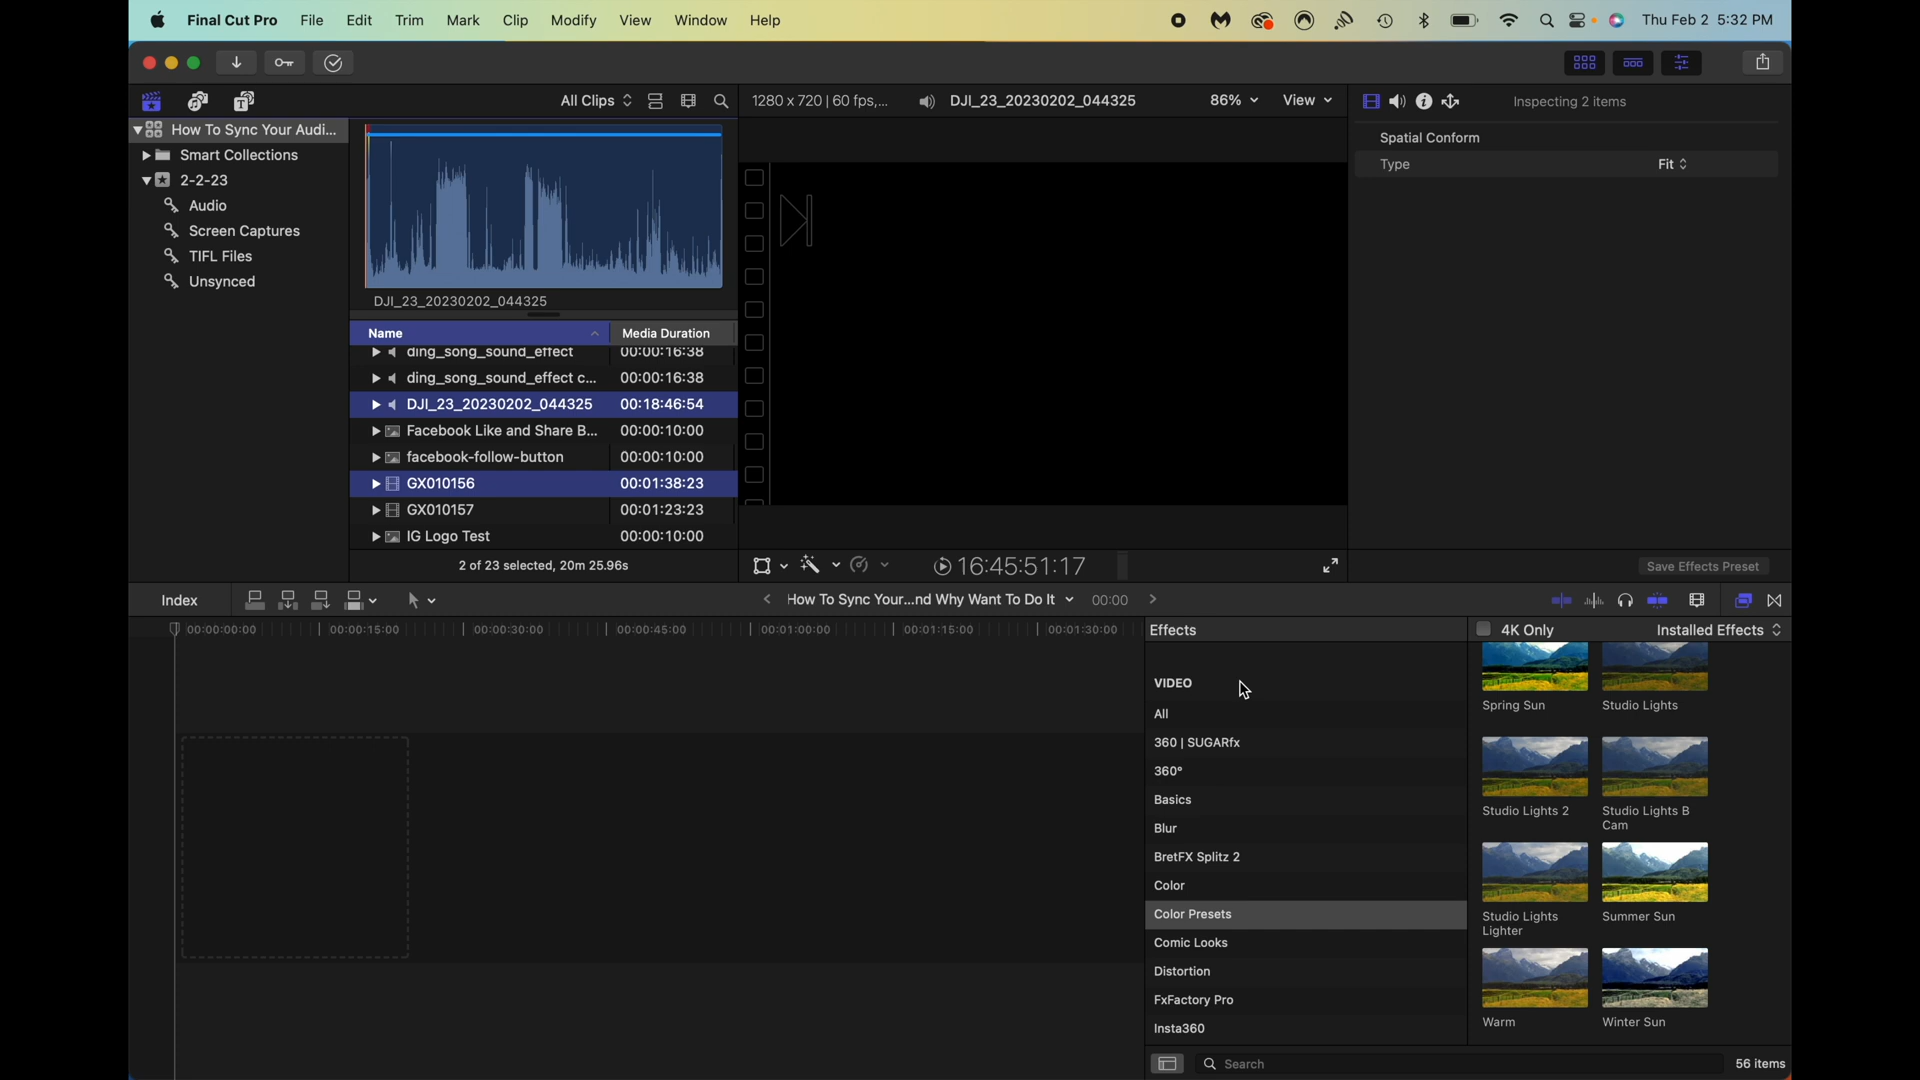 Final Cut Pro File Edit Trim Mark Clip Modify View Window Help Thu Feb 2 5:32 PM
All Clips 1280 x 720 | 60 fps,... DJI_23_20230202_044325 86% View Inspecting 2 items
How To Sync Your Audi...
Smart Collections
2-2-23
Audio
Screen Captures
TIFL Files
Unsynced
DJI_23_20230202_044325
Name Media Duration
ding_song_sound_effect 00:00:16:38
ding_song_sound_effect c... 00:00:16:38
DJI_23_20230202_044325 00:18:46:54
Facebook Like and Share B... 00:00:10:00
facebook-follow-button 00:00:10:00
GX010156 00:01:38:23
GX010157 00:01:23:23
IG Logo Test 00:00:10:00
2 of 23 selected, 20m 25.96s
16:45:51:17
Spatial Conform
Type Fit
Save Effects Preset
Index How To Sync Your...nd Why Want To Do It 00:00
00:00:00:00 00:00:15:00 00:00:30:00 00:00:45:00 00:01:00:00 00:01:15:00 00:01:30:00
Effects 4K Only Installed Effects
VIDEO
All
360 | SUGARfx
360°
Basics
Blur
BretFX Splitz 2
Color
Color Presets
Comic Looks
Distortion
FxFactory Pro
Insta360
Spring Sun Studio Lights
Studio Lights 2 Studio Lights B
Cam
Studio Lights Summer Sun
Lighter
Warm Winter Sun
Search 56 items